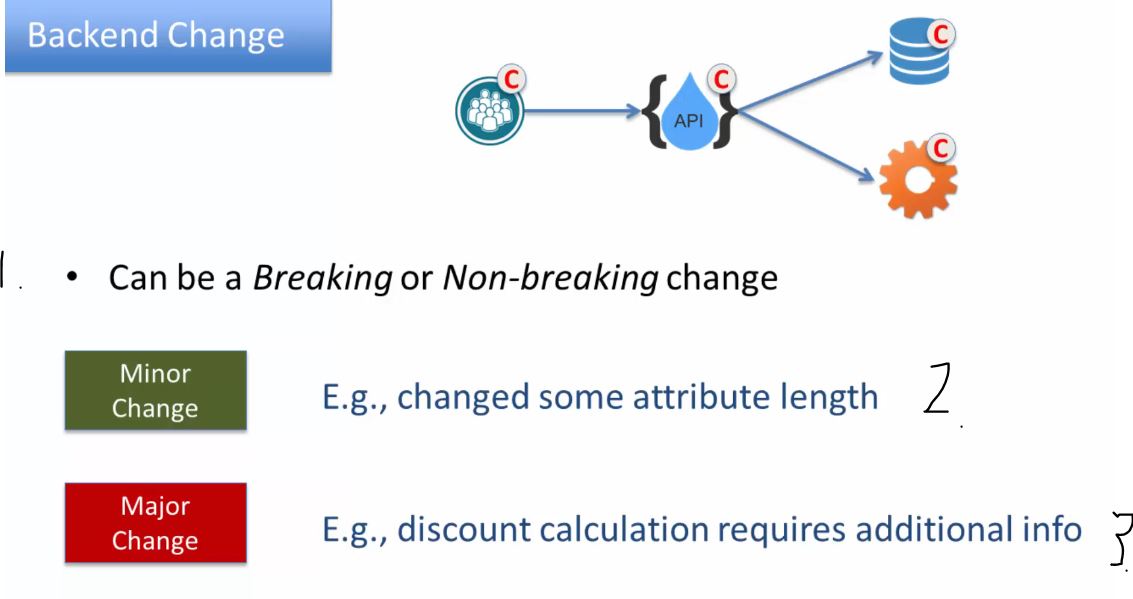 Backend Change
C
C
C
API
C
1. • Can be a Breaking or Non-breaking change
Minor
Change
E.g., changed some attribute length 2.
Major
Change
E.g., discount calculation requires additional info 3.